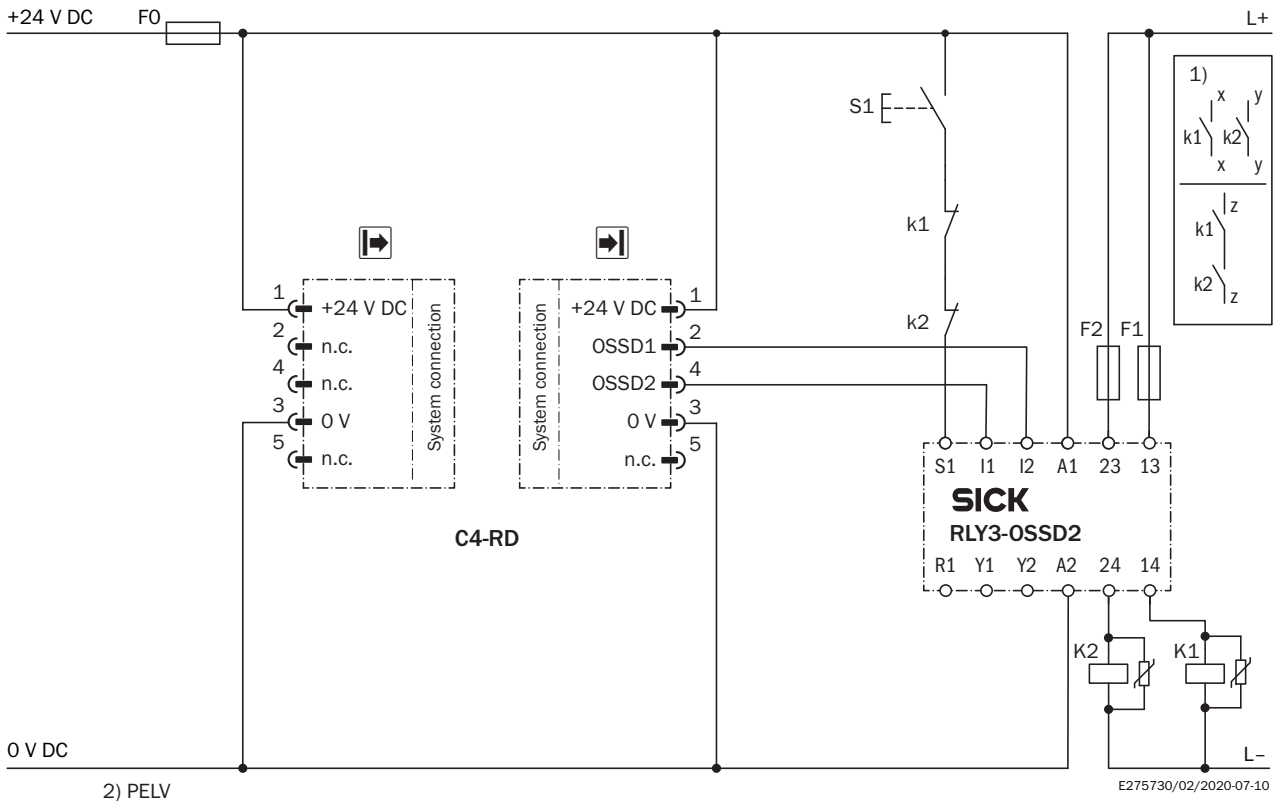 +24 V DC F0 L+
1)
x y
k1 k2
x y
z
k1
k2
z
S1
k1
k2
F2 F1
1 +24 V DC
2 n.c.
4 n.c.
3 0 V
5 n.c.
System connection
System connection
+24 V DC 1
OSSD1 2
OSSD2 4
0 V 3
n.c. 5
C4-RD
S1 I1 I2 A1 23 13
SICK
RLY3-OSSD2
R1 Y1 Y2 A2 24 14
K2 K1
0 V DC L–
2) PELV
E275730/02/2020-07-10